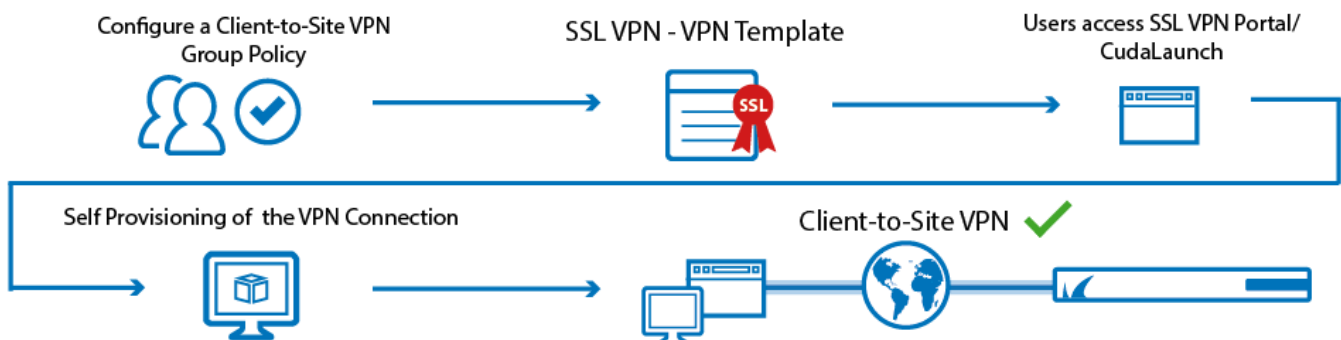 Configure a Client-to-Site VPN
Group Policy
SSL VPN - VPN Template
Users access SSL VPN Portal/
CudaLaunch
SSL
Self Provisioning of the VPN Connection
Client-to-Site VPN